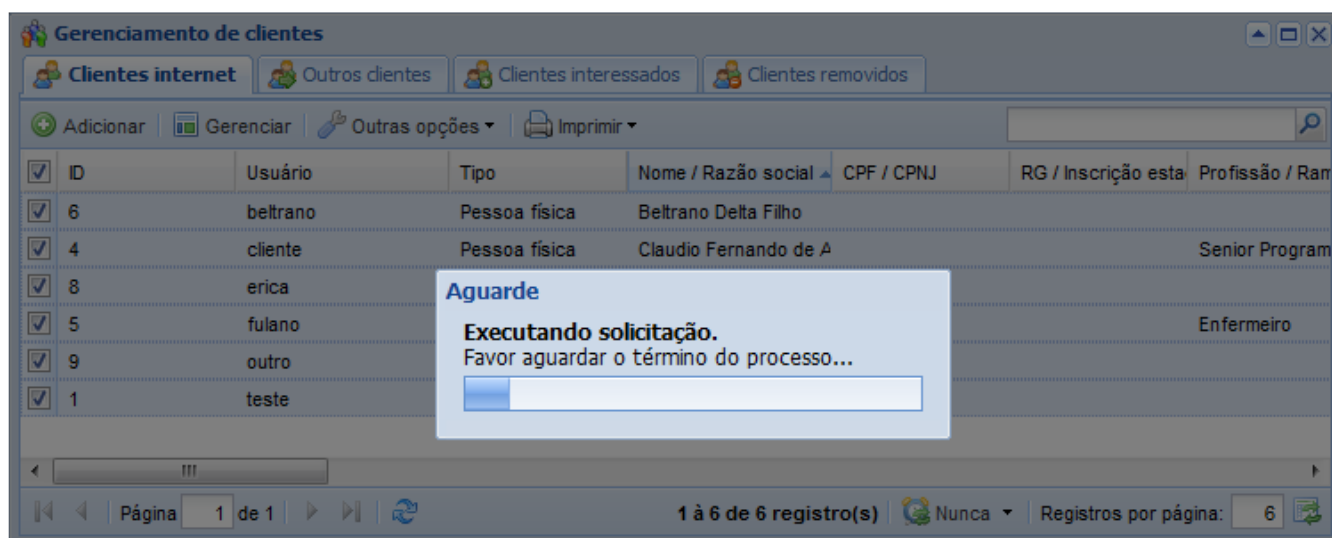 Gerenciamento de clientes
Clientes internet Outros clientes Clientes interessados Clientes removidos
Adicionar Gerenciar Outras opções Imprimir
ID Usuário Tipo Nome / Razão social CPF / CPNJ RG / Inscrição esta Profissão / Ram
6 beltrano Pessoa física Beltrano Delta Filho
4 cliente Pessoa física Claudio Fernando de A Senior Program
8 erica
5 fulano Enfermeiro
9 outro
1 teste
Aguarde
Executando solicitação.
Favor aguardar o término do processo...
Página 1 de 1 1 à 6 de 6 registro(s) Nunca Registros por página: 6